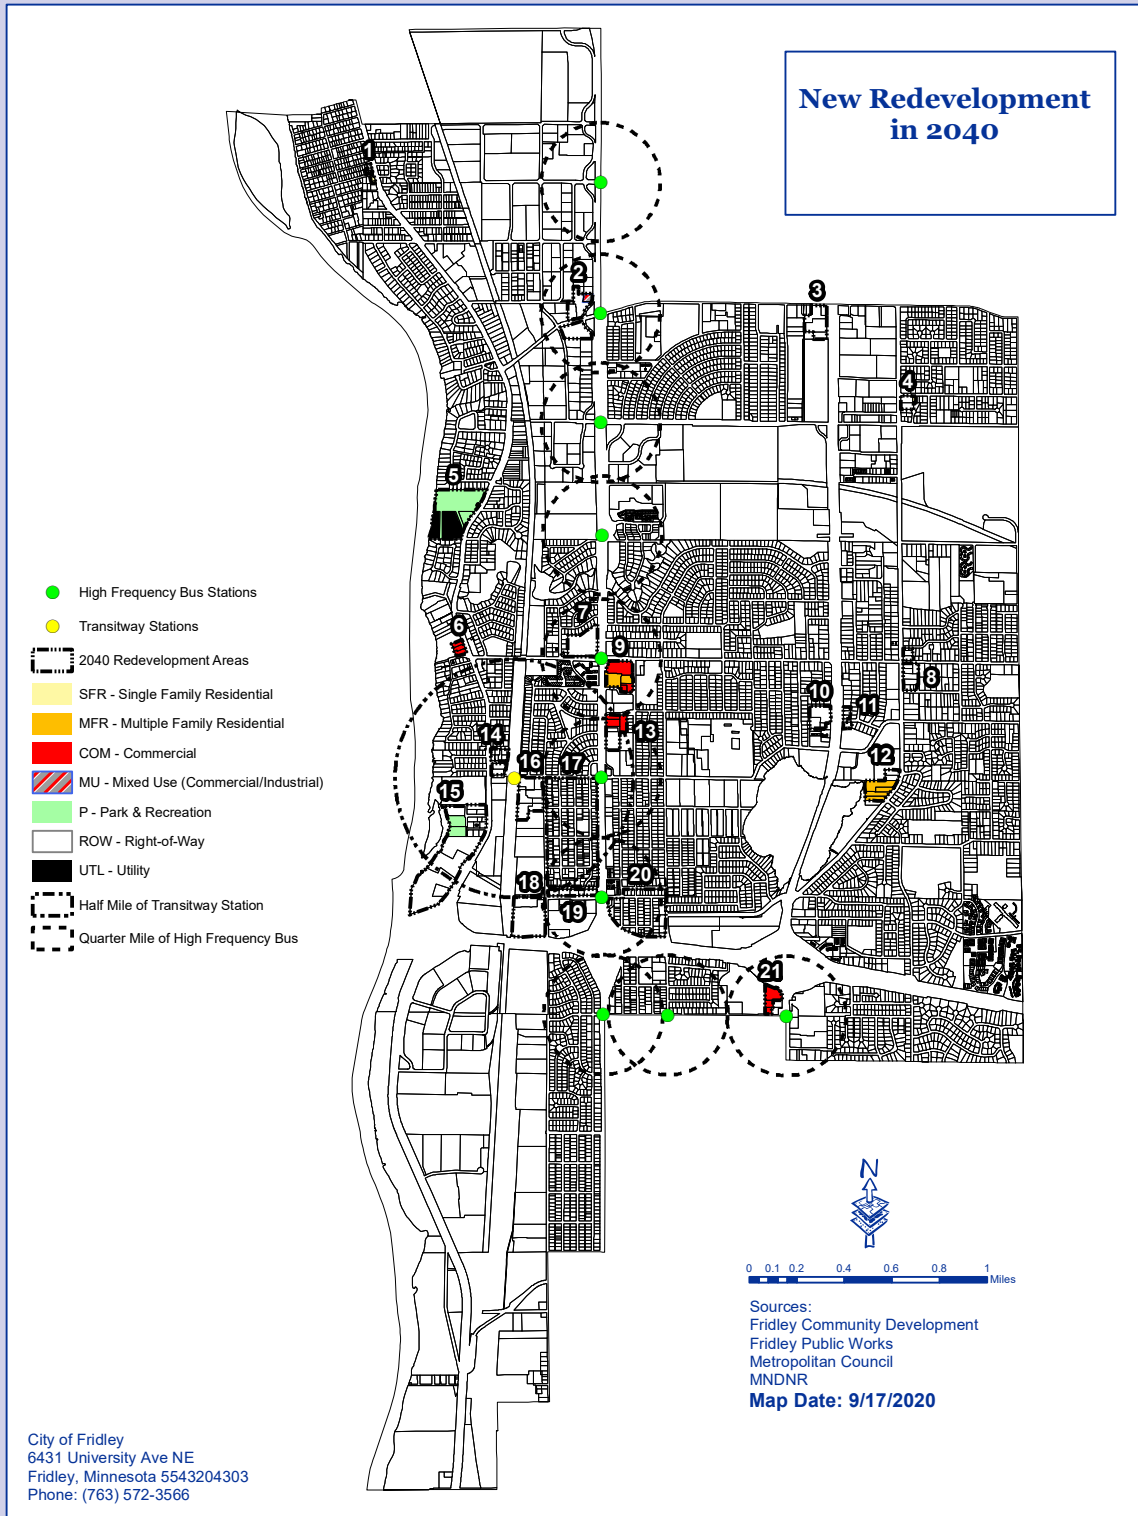 New Redevelopment
in 2040
1
2
3
4
5
6
7
8
9
10
11
12
13
14
15
16
17
18
19
20
21
High Frequency Bus Stations
Transitway Stations
2040 Redevelopment Areas
SFR - Single Family Residential
MFR - Multiple Family Residential
COM - Commercial
MU - Mixed Use (Commercial/Industrial)
P - Park & Recreation
ROW - Right-of-Way
UTL - Utility
Half Mile of Transitway Station
Quarter Mile of High Frequency Bus
N
0 0.1 0.2 0.4 0.6 0.8 1
Miles
Sources:
Fridley Community Development
Fridley Public Works
Metropolitan Council
MNDNR
Map Date: 9/17/2020
City of Fridley
6431 University Ave NE
Fridley, Minnesota 5543204303
Phone: (763) 572-3566